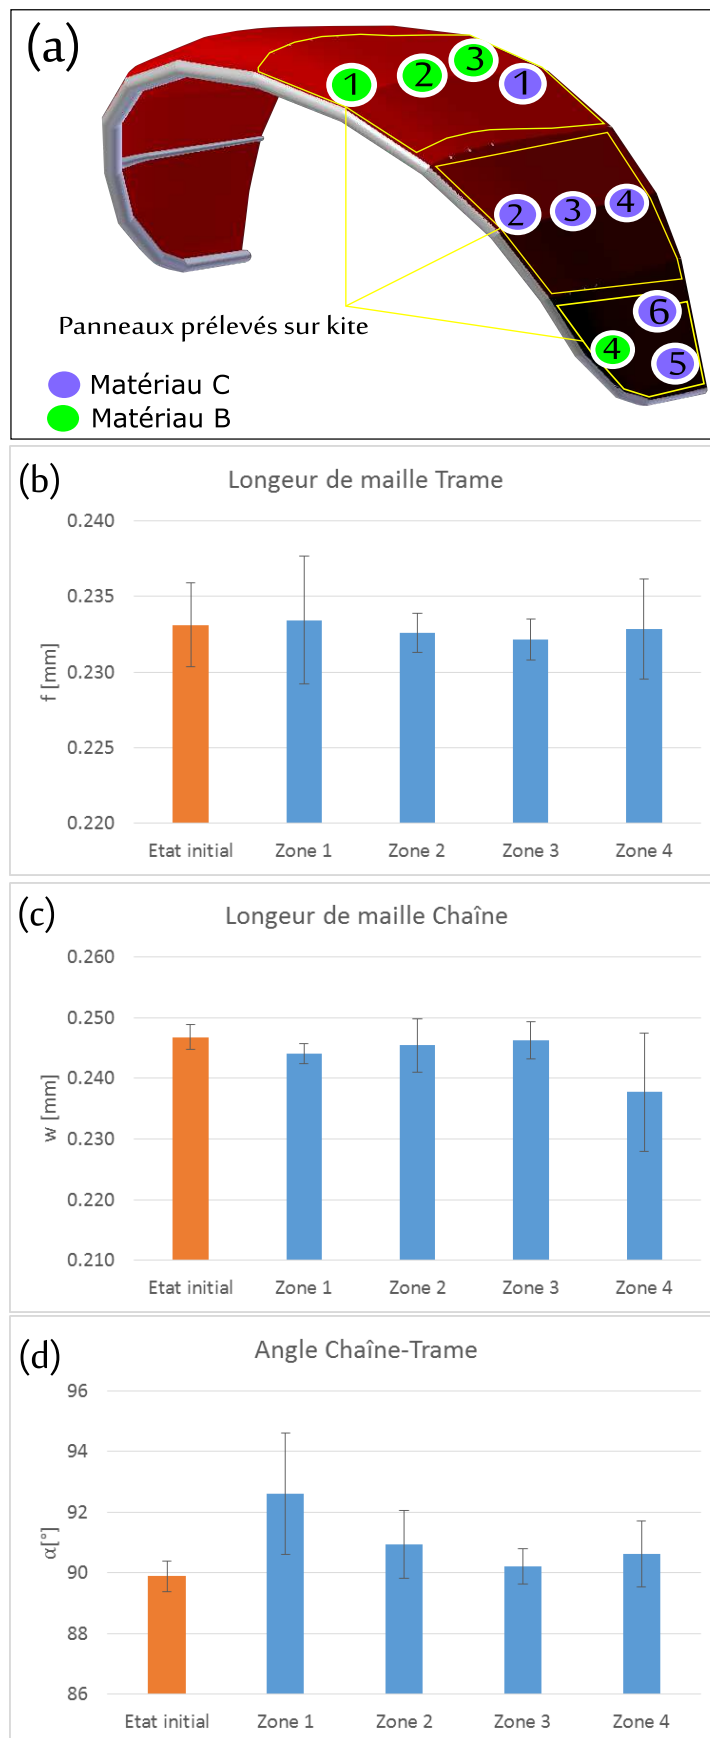 (a)
1
2
3
1
2
3
4
6
4
5
Panneaux prélevés sur kite
Matèriau C
Matèriau B
(b)
Longeur de maille Trame
0.240
0.235
0.230
0.225
0.220
f [mm]
Etat initial Zone 1 Zone 2 Zone 3 Zone 4
(c)
Longeur de maille Chaîne
0.260
0.250
0.240
0.230
0.220
0.210
w [mm]
Etat initial Zone 1 Zone 2 Zone 3 Zone 4
(d)
Angle Chaîne-Trame
96
94
92
90
88
86
α[°]
Etat initial Zone 1 Zone 2 Zone 3 Zone 4